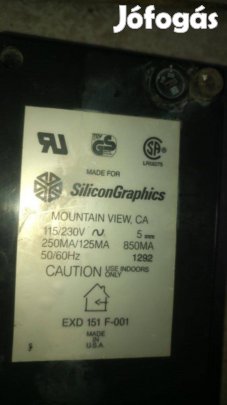 Jófogás
MADE FOR
SiliconGraphics
MOUNTAIN VIEW, CA
115/230V 5
250MA/125MA 850MA
50/60Hz 1292
CAUTION USE INDOORS ONLY
EXD 151 F-001
MADE
IN
U.S.A.